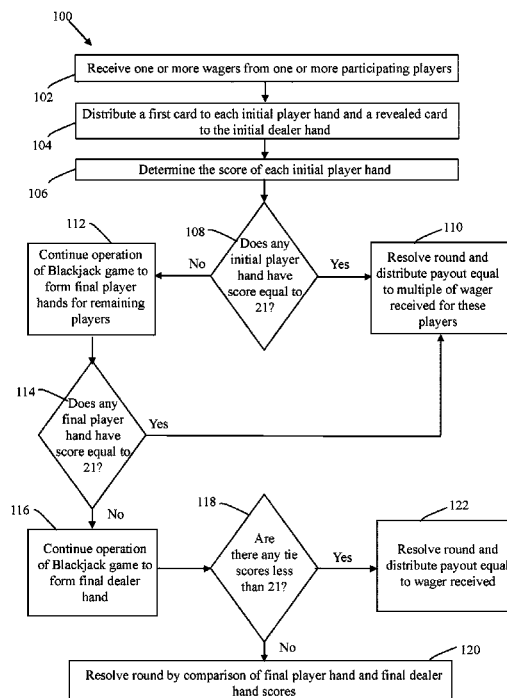 100
Receive one or more wagers from one or more participating players
102
Distribute a first card to each initial player hand and a revealed card
to the initial dealer hand
104
Determine the score of each initial player hand
106
112
Continue operation
of Blackjack game to
form final player
hands for remaining
players
No
108
Does any
initial player
hand have
score equal to
21?
Yes
110
Resolve round and
distribute payout equal
to multiple of wager
received for these
players
114
Does any
final player
hand have
score equal to
21?
Yes
No
116
Continue operation
of Blackjack game to
form final dealer
hand
118
Are
there any tie
scores less
than 21?
Yes
122
Resolve round and
distribute payout equal
to wager received
No
120
Resolve round by comparison of final player hand and final dealer
hand scores